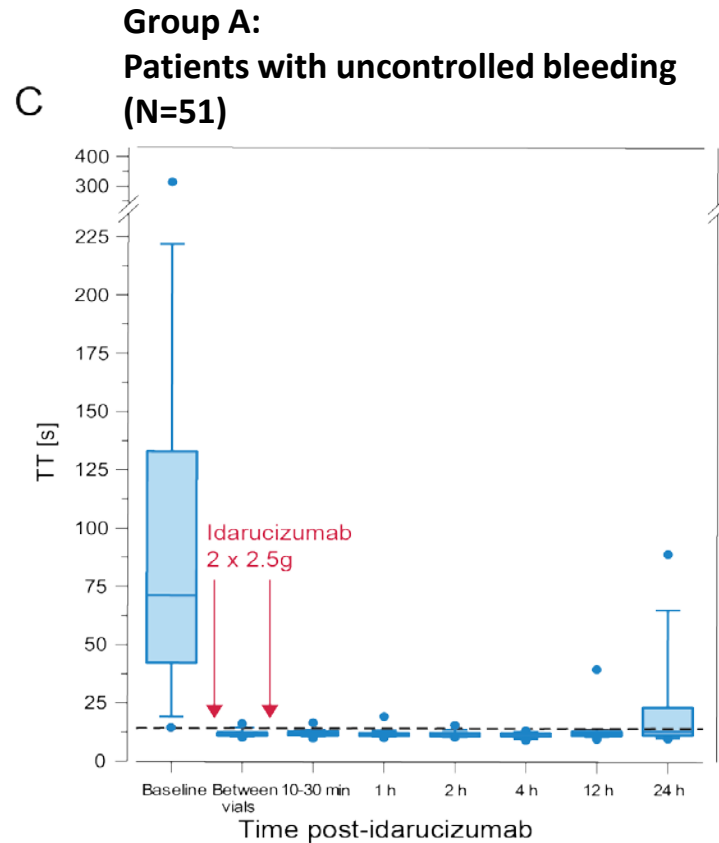 Group A:
Patients with uncontrolled bleeding
(N=51)
C
400
300
225
200
175
150
125
100
75
50
25
0
TT [s]
Idarucizumab
2 x 2.5g
0
Baseline Between 10-30 min 1 h 2 h 4 h 12 h 24 h
vials
Time post-idarucizumab